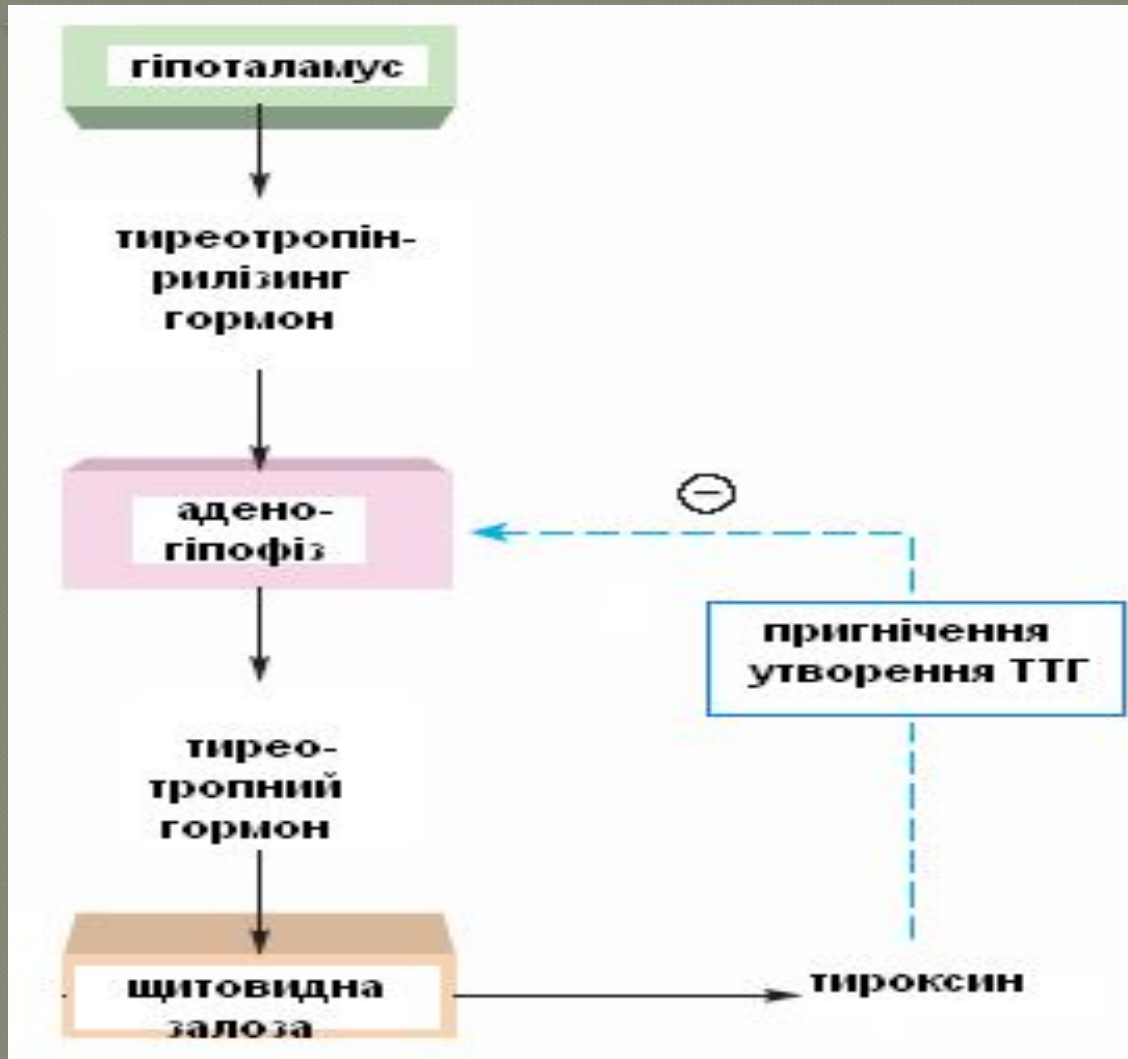 гіпоталамус
тиреотропін-
рилізинг
гормон
адено-
гіпофіз
пригнічення
утворення ТТГ
тирео-
тропний
гормон
щитовидна
залоза
тироксин